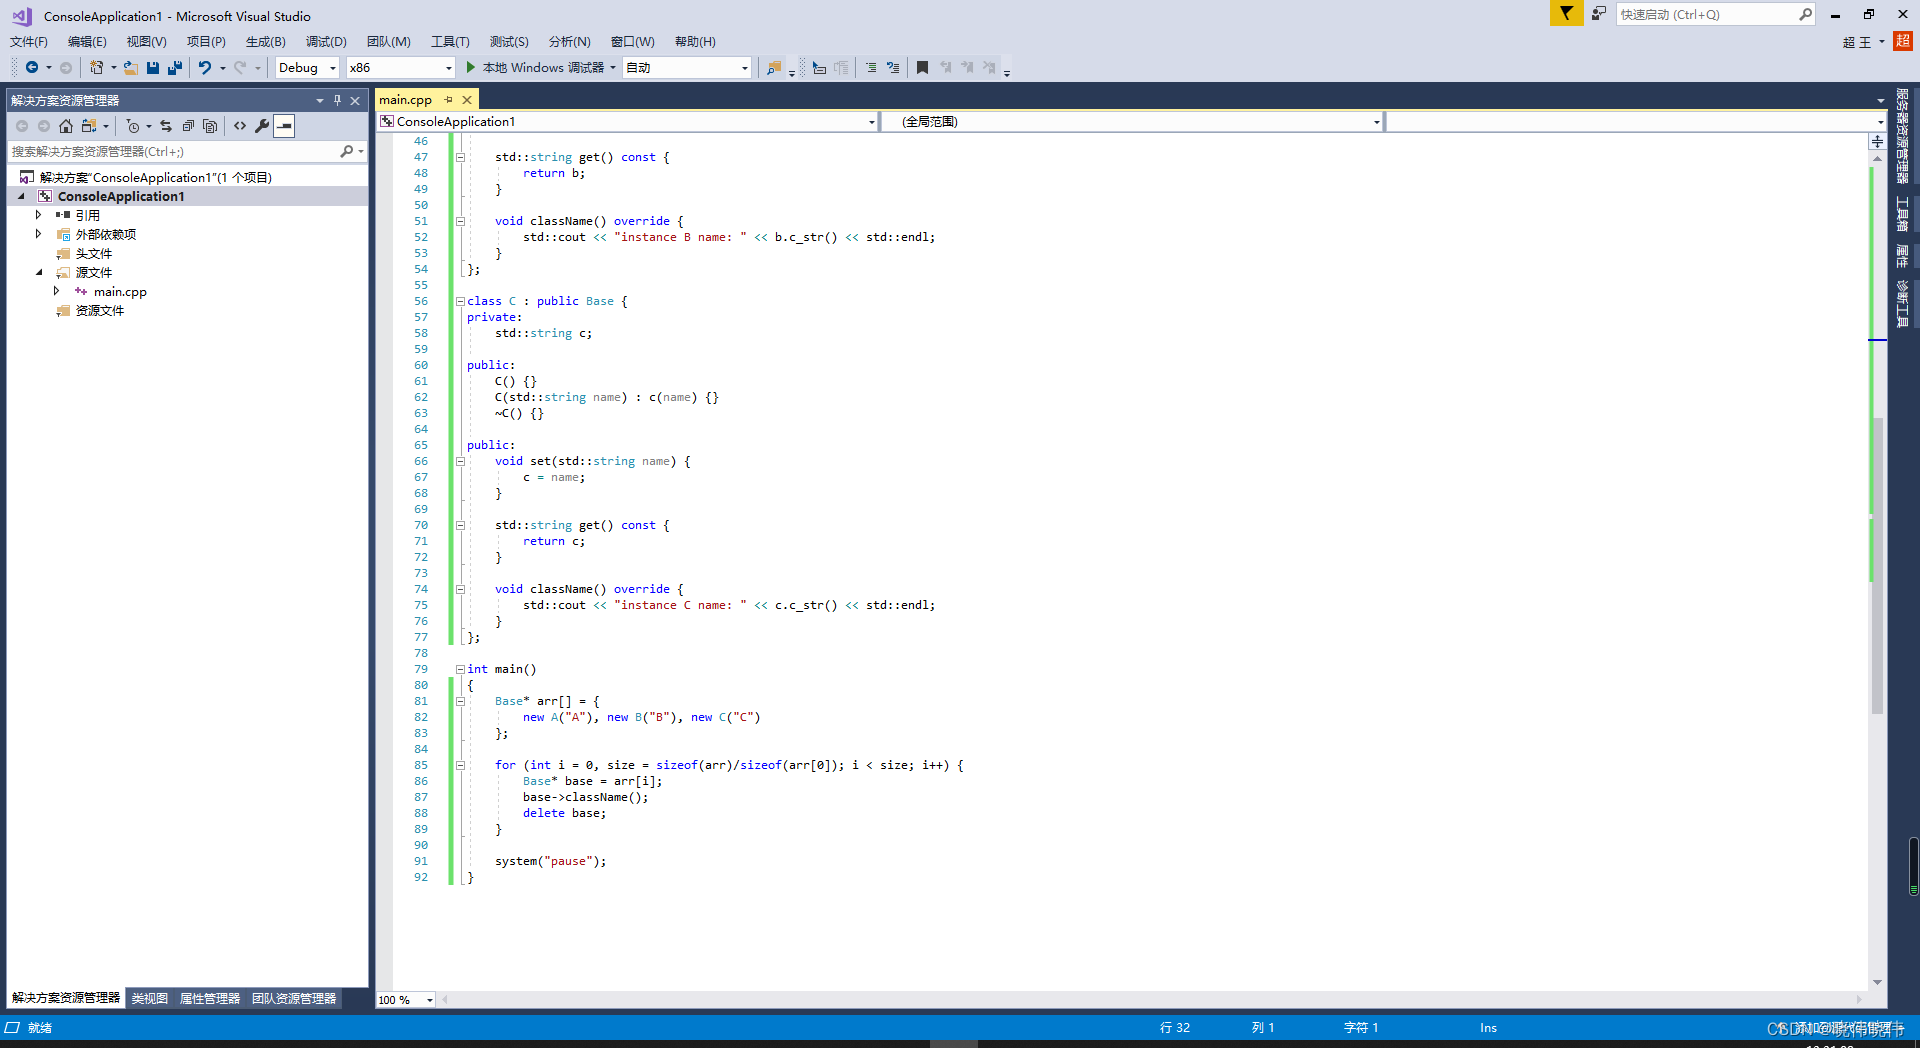 ConsoleApplication1 - Microsoft Visual Studio
快速启动 (Ctrl+Q)
文件(F) 编辑(E) 视图(V) 项目(P) 生成(B) 调试(D) 团队(M) 工具(T) 测试(S) 分析(N) 窗口(W) 帮助(H)
超 王 超
Debug x86 本地 Windows 调试器 自动
解决方案资源管理器
搜索解决方案资源管理器(Ctrl+;)
解决方案"ConsoleApplication1"(1 个项目)
ConsoleApplication1
引用
外部依赖项
头文件
源文件
main.cpp
资源文件
解决方案资源管理器 类视图 属性管理器 团队资源管理器
main.cpp
ConsoleApplication1 (全局范围)
46
47 std::string get() const {
48 return b;
49 }
50
51 void className() override {
52 std::cout << "instance B name: " << b.c_str() << std::endl;
53 }
54 };
55
56 class C : public Base {
57 private:
58 std::string c;
59
60 public:
61 C() {}
62 C(std::string name) : c(name) {}
63 ~C() {}
64
65 public:
66 void set(std::string name) {
67 c = name;
68 }
69
70 std::string get() const {
71 return c;
72 }
73
74 void className() override {
75 std::cout << "instance C name: " << c.c_str() << std::endl;
76 }
77 };
78
79 int main()
80 {
81 Base* arr[] = {
82 new A("A"), new B("B"), new C("C")
83 };
84
85 for (int i = 0, size = sizeof(arr)/sizeof(arr[0]); i < size; i++) {
86 Base* base = arr[i];
87 base->className();
88 delete base;
89 }
90
91 system("pause");
92 }
100 %
服务器资源管理器
工具箱
属性
诊断工具
就绪 行 32 列 1 字符 1 Ins